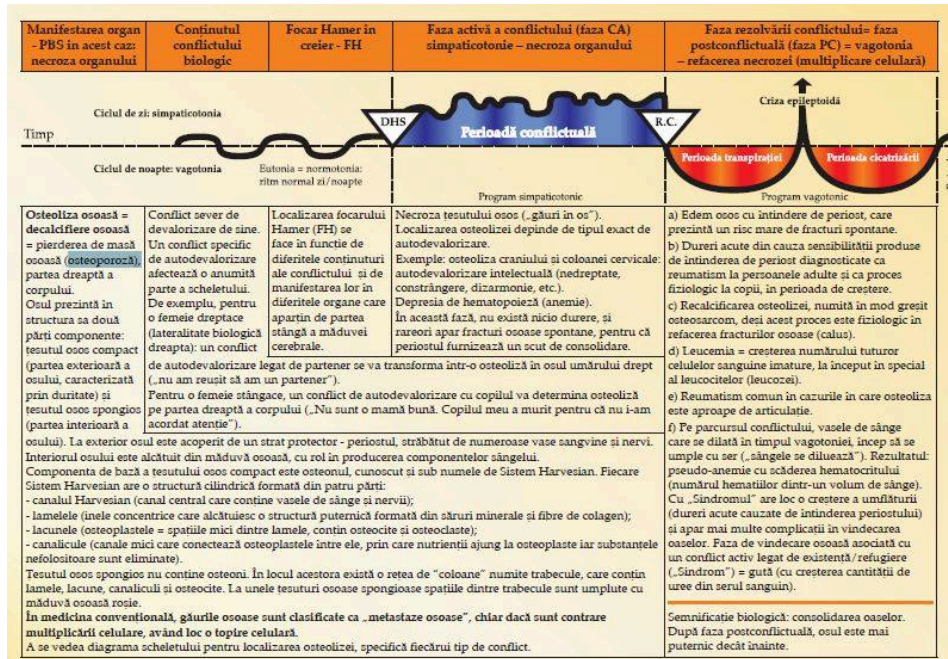 Manifestarea organ - PBS in acest caz: necroza organului
Conținutul conflictului biologic
Focar Hamer în creier - FH
Faza activă a conflictului (faza CA) simpaticotonie – necroza organului
Faza rezolvării conflictului= faza postconflictuală (faza PC) = vagotonia – refacerea necrozei (multiplicare celulară)
Ciclul de zi: simpaticotonia
Timp
Ciclul de noapte: vagotonia
Eutonia = normotonia:
ritm normal zi/noapte
DHS
Perioadă conflictuală
R.C.
Criza epileptoidă
Perioada transpirației
Perioada cicatrizării
Program simpaticotonic
Program vagotonic
Osteoliza osoasă =
decalcifiere osoasă
= pierderea de masă
osoasă (osteoporoză),
partea dreaptă a
corpului.
Osul prezintă în
structura sa două
părți componente:
țesutul osos compact
(partea exterioară a
osului, caracterizată
prin duritate) și
țesutul osos spongios
(partea interioară a
Conflict sever de
devalorizare de sine.
Un conflict specific
de autodevalorizare
afectează o anumită
parte a scheletului.
De exemplu, pentru
o femeie dreptace
(lateralitate biologică
dreapta): un conflict
Localizarea focarului
Hamer (FH) se
face în funcție de
diferitele conținuturi
ale conflictului și de
manifestarea lor în
diferitele organe care
aparțin de partea
stângă a măduvei
cerebrale.
Necroza țesutului osos („găuri în os").
Localizarea osteolizei depinde de tipul exact de
autodevalorizare.
Exemple: osteoliza craniului și coloanei cervicale:
autodevalorizare intelectuală (nedreptate,
constrângere, dizarmonie, etc.).
Depresia de hematopoieză (anemie).
În această fază, nu există nicio durere, și
rareori apar fracturi osoase spontane, pentru că
periostul furnizează un scut de consolidare.
de autodevalorizare legat de partener se va transforma într-o osteoliză în osul umărului drept
(„nu am reușit să am un partener").
Pentru o femeie stângace, un conflict de autodevalorizare cu copilul va determina osteoliză
pe partea dreaptă a corpului („Nu sunt o mamă bună. Copilul meu a murit pentru că nu i-am
acordat atenție").
osului). La exterior osul este acoperit de un strat protector - periostul, străbătut de numeroase vase sangvine și nervi.
Interiorul osului este alcătuit din măduvă osoasă, cu rol în producerea componentelor sângelui.
Componenta de bază a țesutului osos compact este osteonul, cunoscut și sub numele de Sistem Harvesian. Fiecare
Sistem Harvesian are o structură cilindrică formată din patru părți:
- canalul Harvesian (canal central care conține vasele de sânge și nervii);
- lamelele (inele concentrice care alcătuiesc o structură puternică formată din săruri minerale și fibre de colagen);
- lacunele (osteoplastele = spațiile mici dintre lamele, conțin osteocite și osteoclaste);
- canalicule (canale mici care conectează osteoplastele între ele, prin care nutrienții ajung la osteoplaste iar substanțele
nefolositoare sunt eliminate).
Tesutul osos spongios nu conține osteoni. În locul acestora există o rețea de "coloane" numite trabecule, care conțin
lamele, lacune, canaliculi și osteocite. La unele țesuturi osoase spongioase spațiile dintre trabecule sunt umplute cu
măduvă osoasă roșie.
În medicina convențională, găurile osoase sunt clasificate ca „metastaze osoase", chiar dacă sunt contrare
multiplicării celulare, având loc o topire celulară.
A se vedea diagrama scheletului pentru localizarea osteolizei, specifică fiecărui tip de conflict.
a) Edem osos cu întindere de periost, care
prezintă un risc mare de fracturi spontane.
b) Dureri acute din cauza sensibilității produse
de întinderea de periost diagnosticate ca
reumatism la persoanele adulte și ca proces
fiziologic la copii, în perioada de creștere.
c) Recalcificarea osteolizei, numită în mod greșit
osteosarcom, deși acest proces este fiziologic în
refacerea fracturilor osoase (calus).
d) Leucemia = creșterea numărului tuturor
celulelor sanguine imature, la început în special
al leucocitelor (leucozei).
e) Reumatism comun în cazurile în care osteoliza
este aproape de articulație.
f) Pe parcursul conflictului, vasele de sânge
care se dilată în timpul vagotoniei, încep să se
umple cu ser („sângele se diluează"). Rezultatul:
pseudo-anemie cu scăderea hematocritului
(numărul hematiilor dintr-un volum de sânge).
Cu „Sindromul" are loc o creștere a umflăturii
(dureri acute cauzate de întinderea periostului)
și apar mai multe complicații în vindecarea
oaselor. Faza de vindecare osoasă asociată cu
un conflict activ legat de existență/refugiere
(„Sindrom") = gută (cu creșterea cantității de
uree din serul sanguin).
Semnificație biologică: consolidarea oaselor.
După faza postconflictuală, osul este mai
puternic decât înainte.